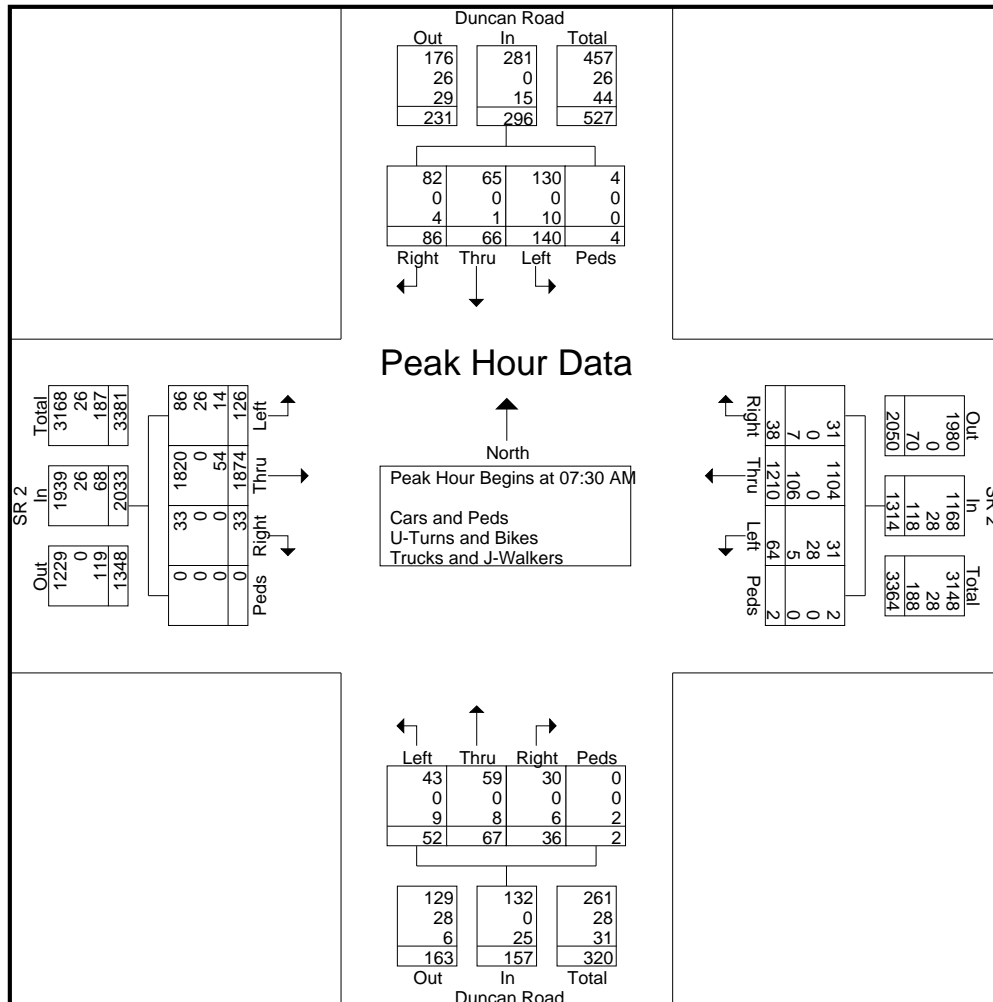 Duncan Road
Out In Total
176 281 457
26 0 26
29 15 44
231 296 527
82 65 130 4
0 0 0 0
4 1 10 0
86 66 140 4
Right Thru Left Peds
Peak Hour Data
North
Peak Hour Begins at 07:30 AM
Cars and Peds
U-Turns and Bikes
Trucks and J-Walkers
SR 2
Out In Total
1229 1939 3168
0 26 26
119 68 187
1348 2033 3381
86 1820 33 0
26 0 0 0
14 54 0 0
126 1874 33 0
Left Thru Right Peds
SR 2
Out In Total
1980 1168 3148
0 28 28
70 118 188
2050 1314 3364
31 1104 31 2
0 0 28 0
7 106 5 0
38 1210 64 2
Right Thru Left Peds
Left Thru Right Peds
43 59 30 0
0 0 0 0
9 8 6 2
52 67 36 2
129 132 261
28 0 28
6 25 31
163 157 320
Out In Total
Duncan Road